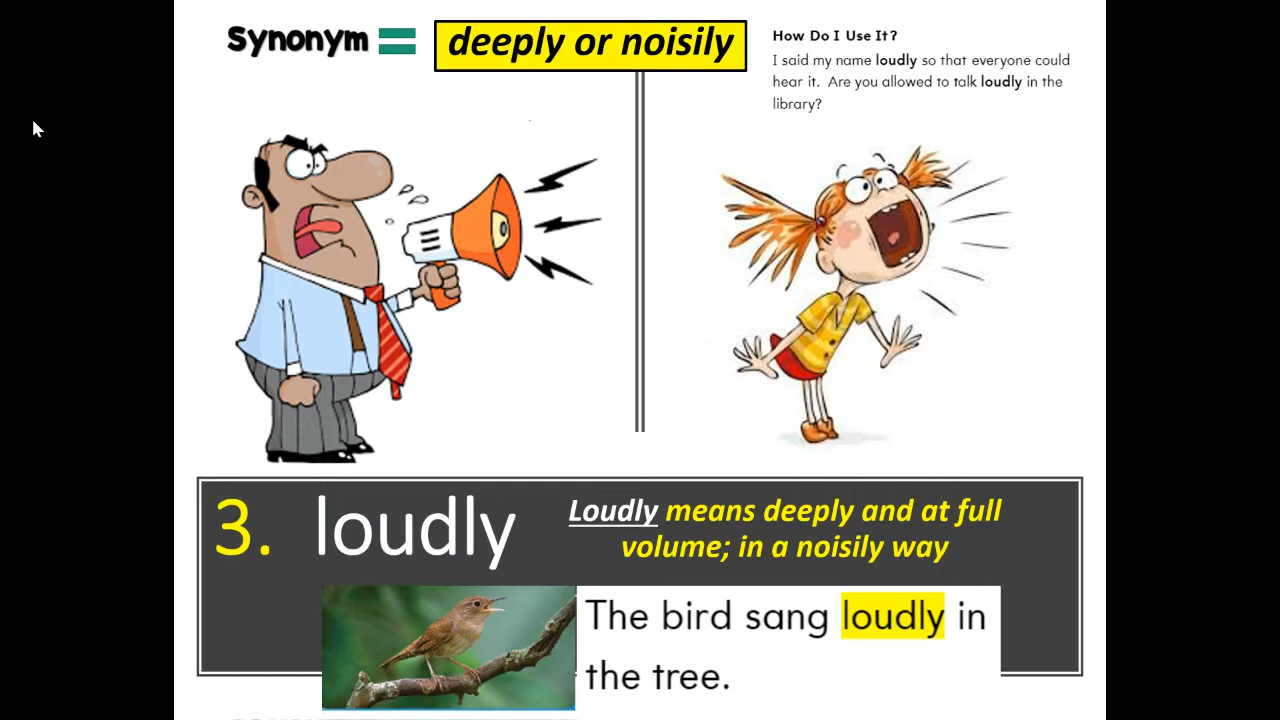 Synonym = deeply or noisily
How Do I Use It?
I said my name loudly so that everyone could
hear it. Are you allowed to talk loudly in the
library?
3. loudly
Loudly means deeply and at full
volume; in a noisily way
The bird sang loudly in
the tree.